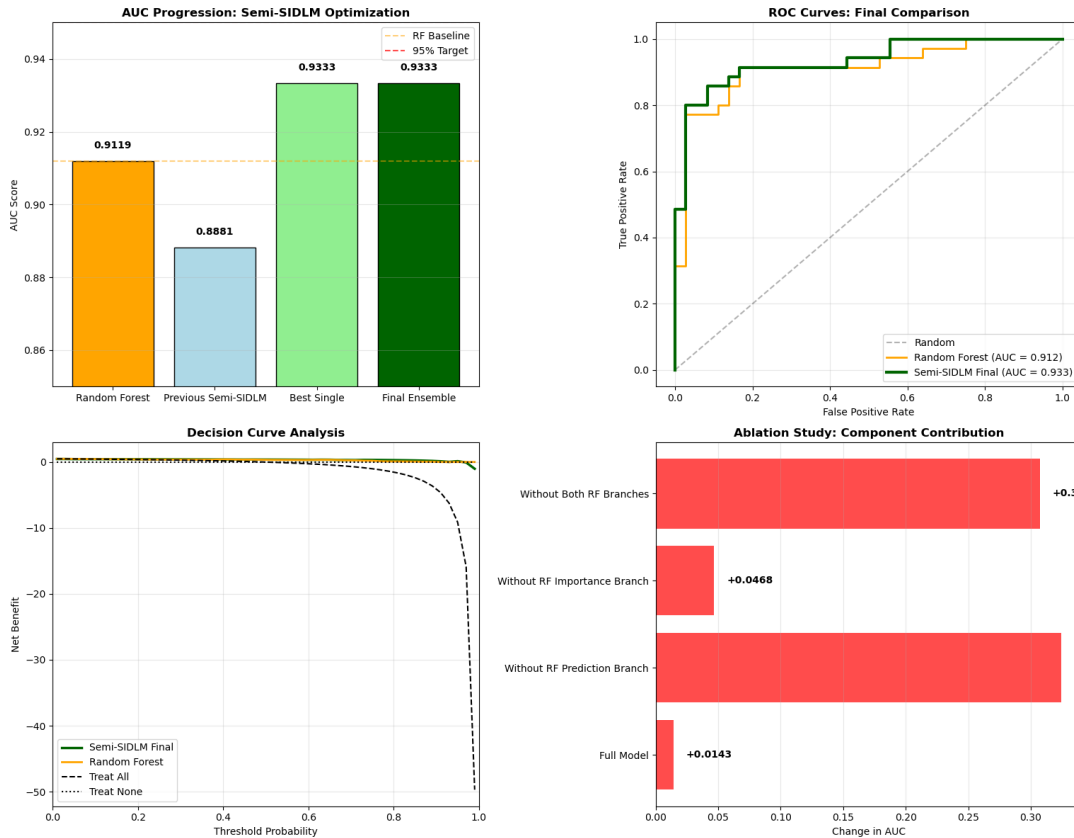 AUC Progression: Semi-SIDLM Optimization
RF Baseline
95% Target
0.9119
0.8881
0.9333
0.9333
0.94
0.92
0.90
0.88
0.86
AUC Score
Random Forest
Previous Semi-SIDLM
Best Single
Final Ensemble
ROC Curves: Final Comparison
1.0
0.8
0.6
0.4
0.2
0.0
True Positive Rate
Random
Random Forest (AUC = 0.912)
Semi-SIDLM Final (AUC = 0.933)
0.0 0.2 0.4 0.6 0.8 1.0
False Positive Rate
Decision Curve Analysis
0
−10
−20
−30
−40
−50
Net Benefit
Semi-SIDLM Final
Random Forest
Treat All
Treat None
0.0 0.2 0.4 0.6 0.8 1.0
Threshold Probability
Ablation Study: Component Contribution
Without Both RF Branches
+0.3
Without RF Importance Branch
+0.0468
Without RF Prediction Branch
Full Model
+0.0143
0.00 0.05 0.10 0.15 0.20 0.25 0.30
Change in AUC